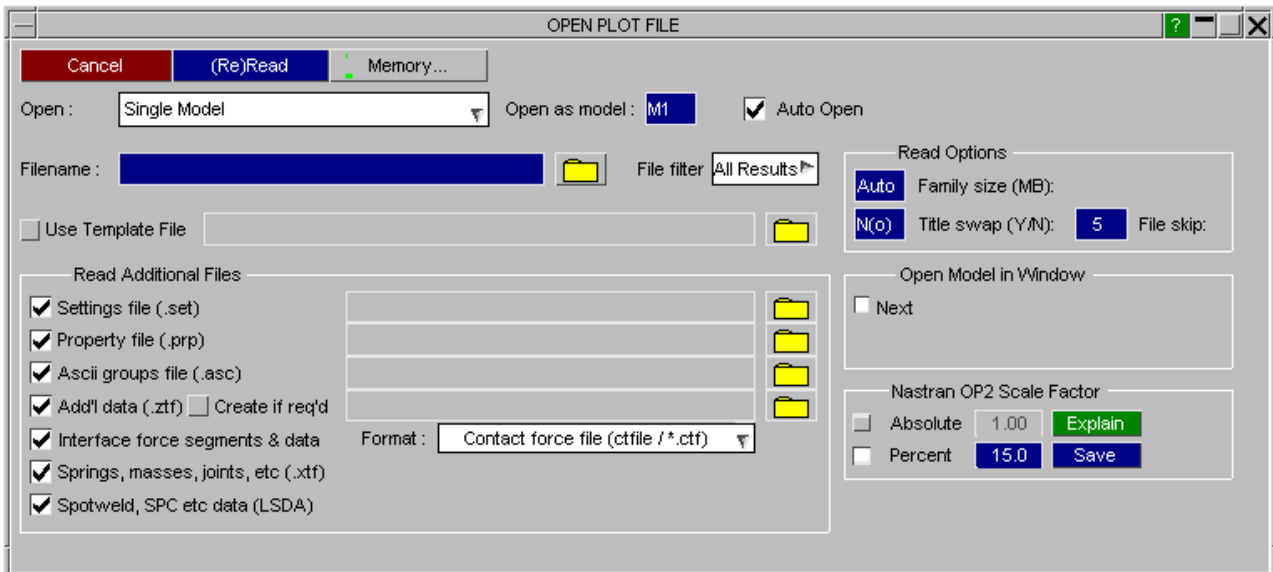 OPEN PLOT FILE ?
Cancel (Re)Read Memory...
Open : Single Model Open as model : M1 Auto Open
Filename : File filter All Results
Use Template File
Read Additional Files
Settings file (.set)
Property file (.prp)
Ascii groups file (.asc)
Add'l data (.ztf) Create if req'd
Interface force segments & data Format : Contact force file (ctfile / *.ctf)
Springs, masses, joints, etc (.xtf)
Spotweld, SPC etc data (LSDA)
Read Options
Auto Family size (MB):
N(o) Title swap (Y/N): 5 File skip:
Open Model in Window
Next
Nastran OP2 Scale Factor
Absolute 1.00 Explain
Percent 15.0 Save